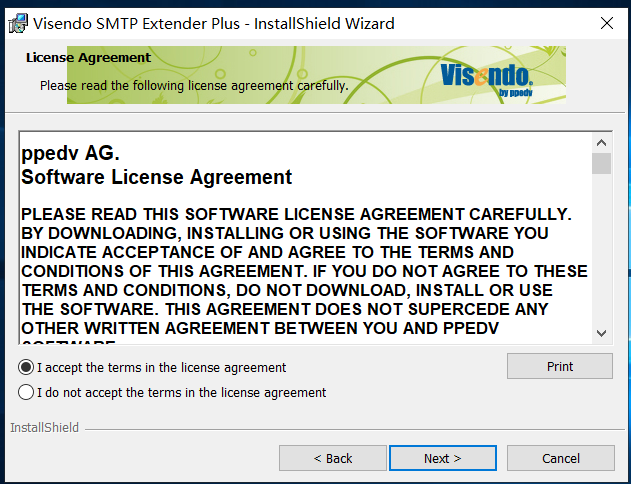 Visendo SMTP Extender Plus - InstallShield Wizard
License Agreement
Please read the following license agreement carefully.
Visendo.
by ppedv
ppedv AG.
Software License Agreement
PLEASE READ THIS SOFTWARE LICENSE AGREEMENT CAREFULLY.
BY DOWNLOADING, INSTALLING OR USING THE SOFTWARE YOU
INDICATE ACCEPTANCE OF AND AGREE TO THE TERMS AND
CONDITIONS OF THIS AGREEMENT. IF YOU DO NOT AGREE TO THESE
TERMS AND CONDITIONS, DO NOT DOWNLOAD, INSTALL OR USE
THE SOFTWARE. THIS AGREEMENT DOES NOT SUPERCEDE ANY
OTHER WRITTEN AGREEMENT BETWEEN YOU AND PPEDV
SOFTWARE
I accept the terms in the license agreement
Print
I do not accept the terms in the license agreement
InstallShield
< Back
Next >
Cancel